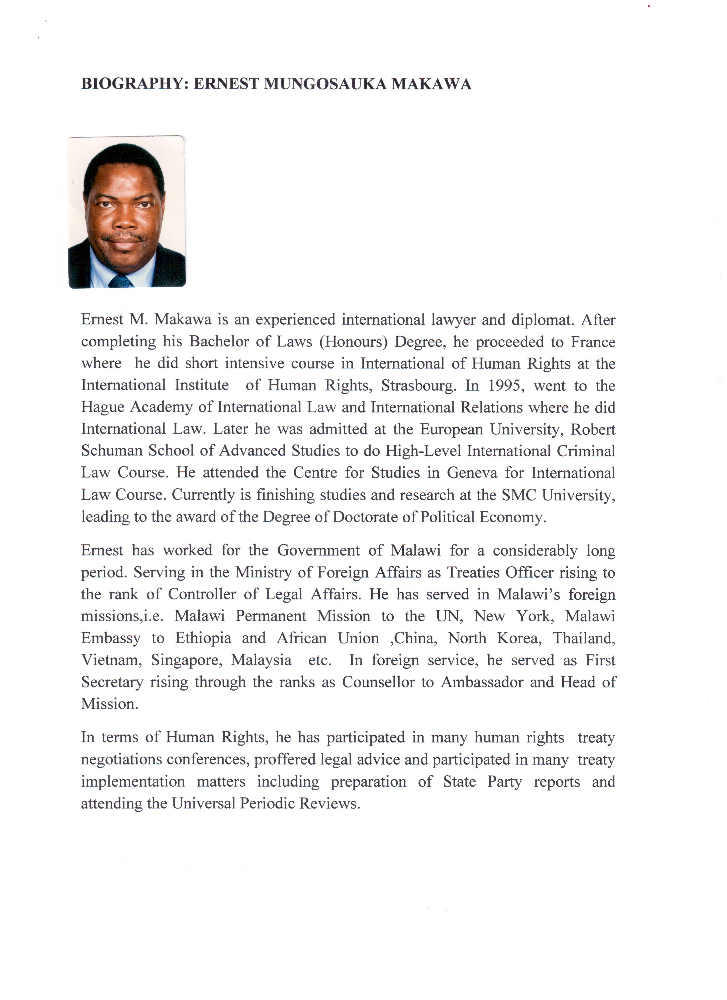 BIOGRAPHY: ERNEST MUNGOSAUKA MAKAWA
Ernest M. Makawa is an experienced international lawyer and diplomat. After
completing his Bachelor of Laws (Honours) Degree, he proceeded to France
where he did short intensive course in International of Human Rights at the
International Institute of Human Rights, Strasbourg. In 1995, went to the
Hague Academy of International Law and International Relations where he did
International Law. Later he was admitted at the European University, Robert
Schuman School of Advanced Studies to do High-Level International Criminal
Law Course. He attended the Centre for Studies in Geneva for International
Law Course. Currently is finishing studies and research at the SMC University,
leading to the award of the Degree of Doctorate of Political Economy.
Ernest has worked for the Government of Malawi for a considerably long
period. Serving in the Ministry of Foreign Affairs as Treaties Officer rising to
the rank of Controller of Legal Affairs. He has served in Malawi’s foreign
missions,i.e. Malawi Permanent Mission to the UN, New York, Malawi
Embassy to Ethiopia and African Union ,China, North Korea, Thailand,
Vietnam, Singapore, Malaysia etc. In foreign service, he served as First
Secretary rising through the ranks as Counsellor to Ambassador and Head of
Mission.
In terms of Human Rights, he has participated in many human rights treaty
negotiations conferences, proffered legal advice and participated in many treaty
implementation matters including preparation of State Party reports and
attending the Universal Periodic Reviews.